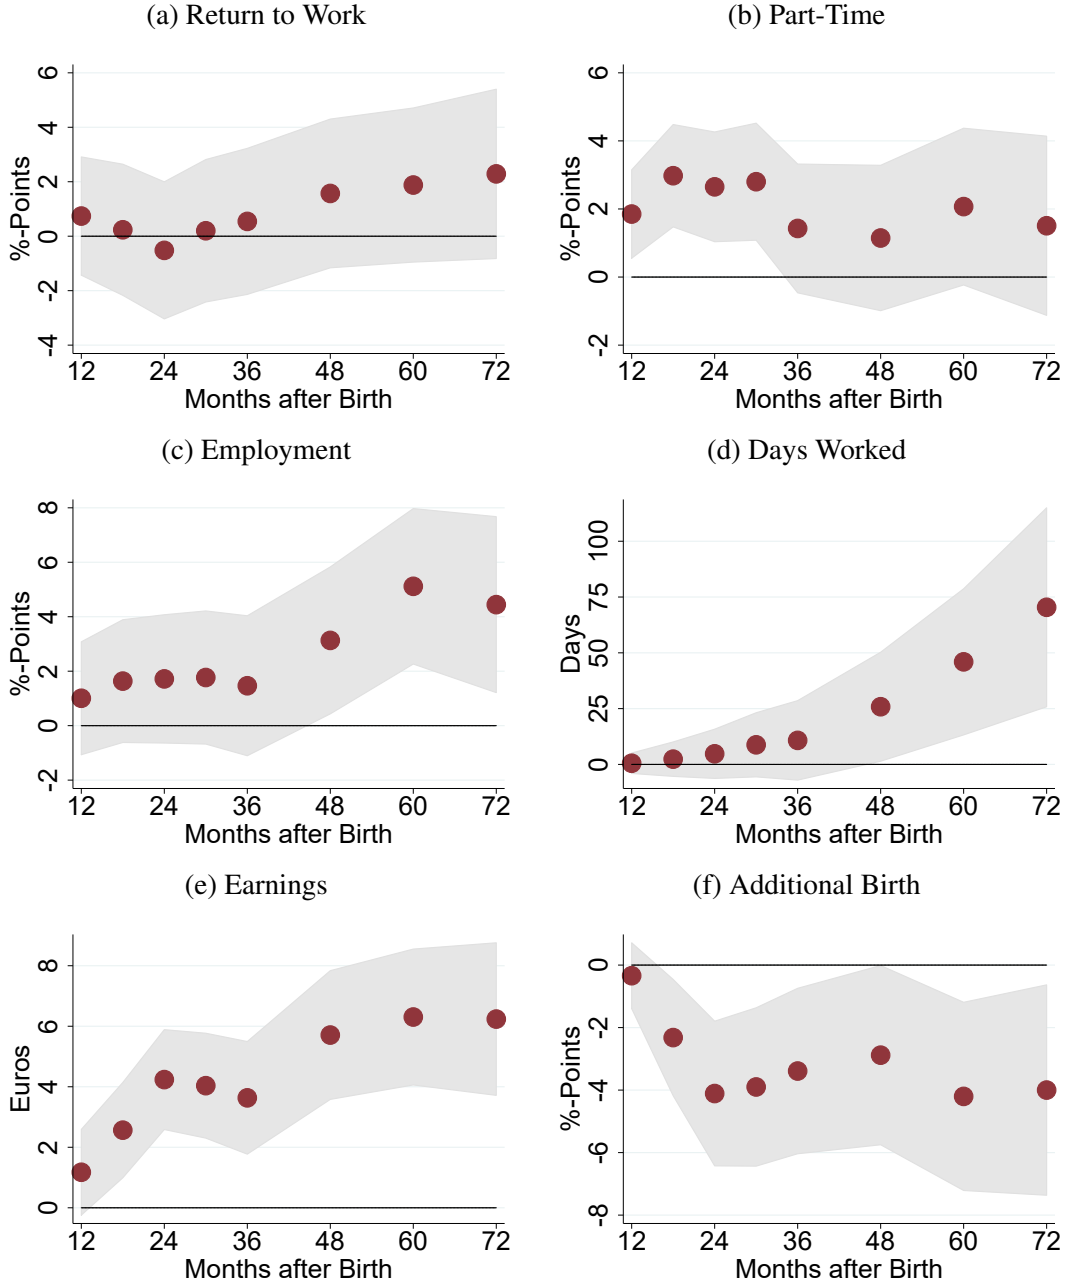 (a) Return to Work
%-Points
6
4
2
0
-2
-4
12 24 36 48 60 72
Months after Birth
(b) Part-Time
%-Points
6
4
2
0
-2
12 24 36 48 60 72
Months after Birth
(c) Employment
%-Points
8
6
4
2
0
-2
12 24 36 48 60 72
Months after Birth
(d) Days Worked
Days
100
75
50
25
0
12 24 36 48 60 72
Months after Birth
(e) Earnings
Euros
8
6
4
2
0
12 24 36 48 60 72
Months after Birth
(f) Additional Birth
%-Points
0
-2
-4
-6
-8
12 24 36 48 60 72
Months after Birth